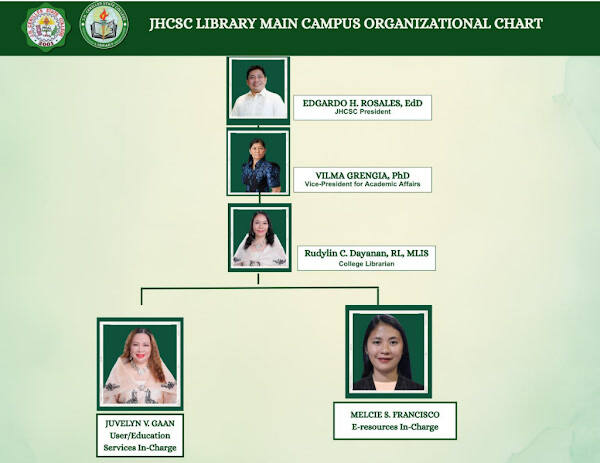 JHCSC LIBRARY MAIN CAMPUS ORGANIZATIONAL CHART
2001
EDGARDO H. ROSALES, EdD
JHCSC President
VILMA GRENGIA, PhD
Vice-President for Academic Affairs
Rudylin C. Dayanan, RL, MLIS
College Librarian
JUVELYN V. GAAN
User/Education
Services In-Charge
MELCIE S. FRANCISCO
E-resources In-Charge